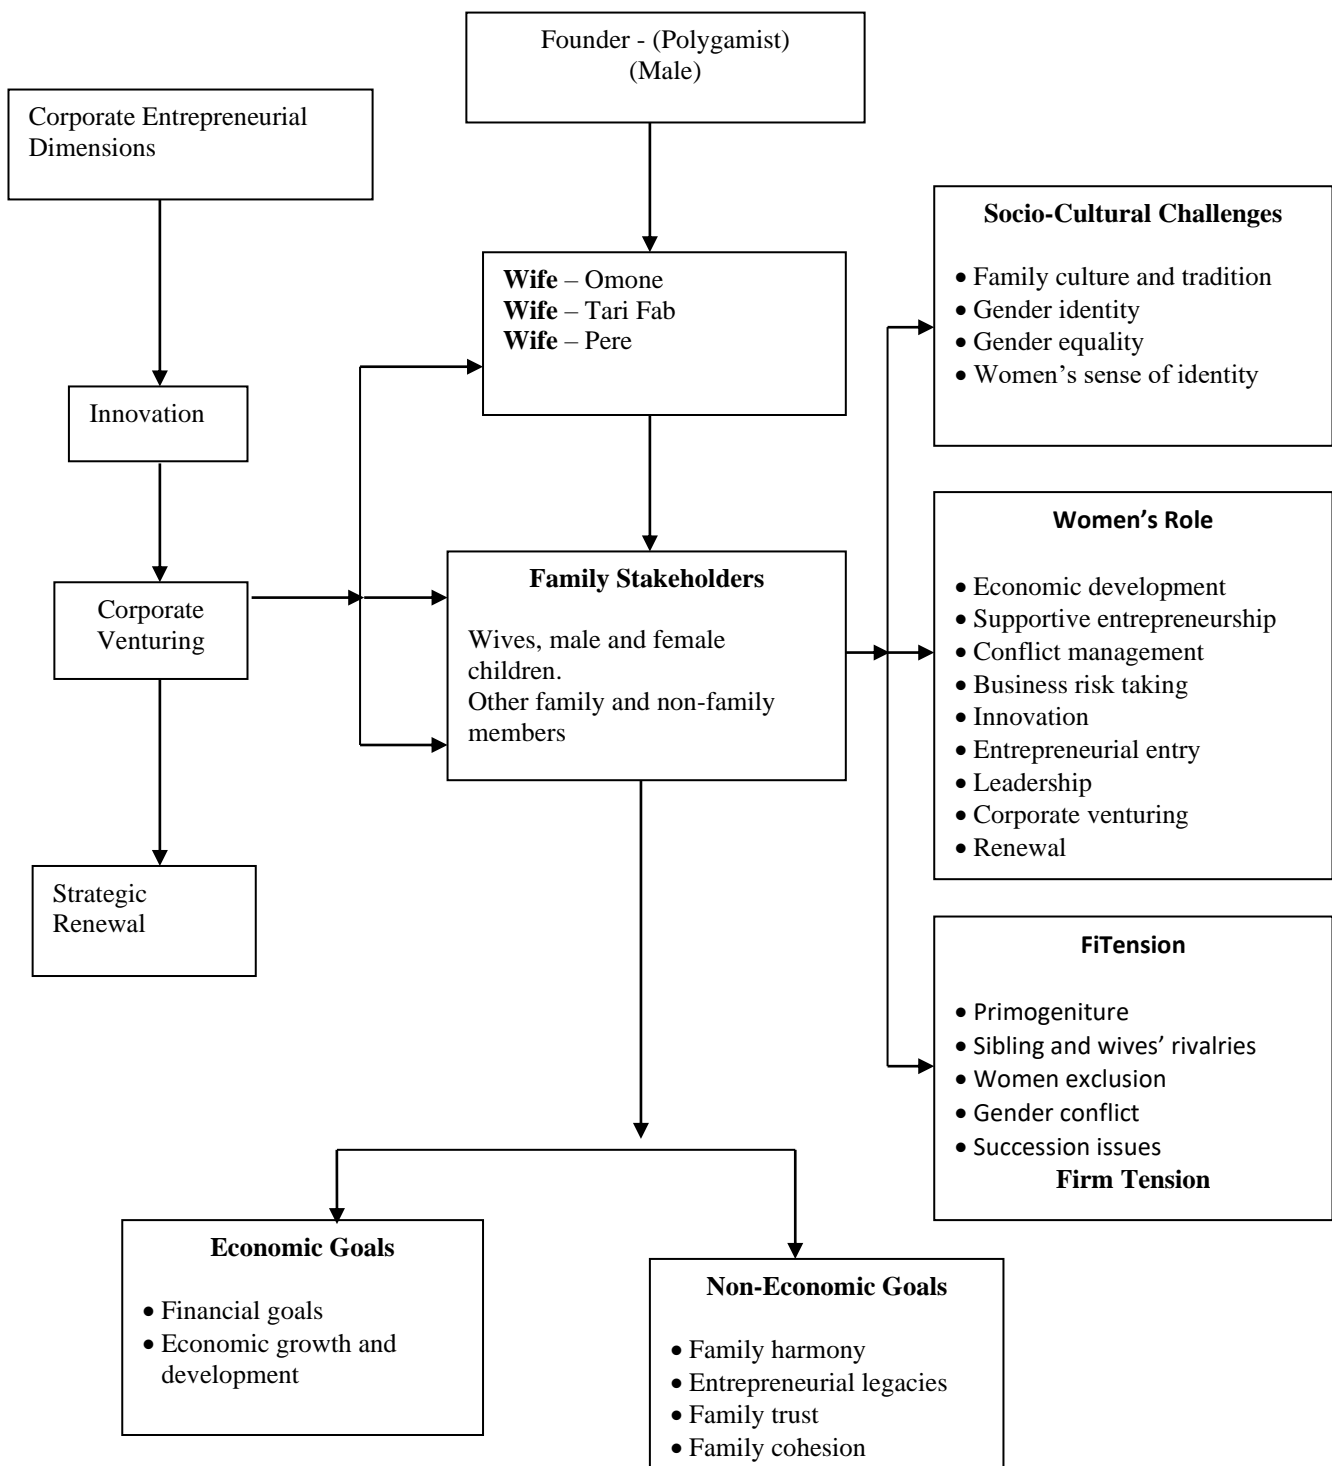 Founder - (Polygamist)
(Male)
Corporate Entrepreneurial
Dimensions
Innovation
Corporate
Venturing
Strategic
Renewal
Wife – Omone
Wife – Tari Fab
Wife – Pere
Family Stakeholders
Wives, male and female
children.
Other family and non-family
members
Socio-Cultural Challenges
• Family culture and tradition
• Gender identity
• Gender equality
• Women’s sense of identity
Women’s Role
• Economic development
• Supportive entrepreneurship
• Conflict management
• Business risk taking
• Innovation
• Entrepreneurial entry
• Leadership
• Corporate venturing
• Renewal
FiTension
• Primogeniture
• Sibling and wives’ rivalries
• Women exclusion
• Gender conflict
• Succession issues
Firm Tension
Economic Goals
• Financial goals
• Economic growth and
development
Non-Economic Goals
• Family harmony
• Entrepreneurial legacies
• Family trust
• Family cohesion